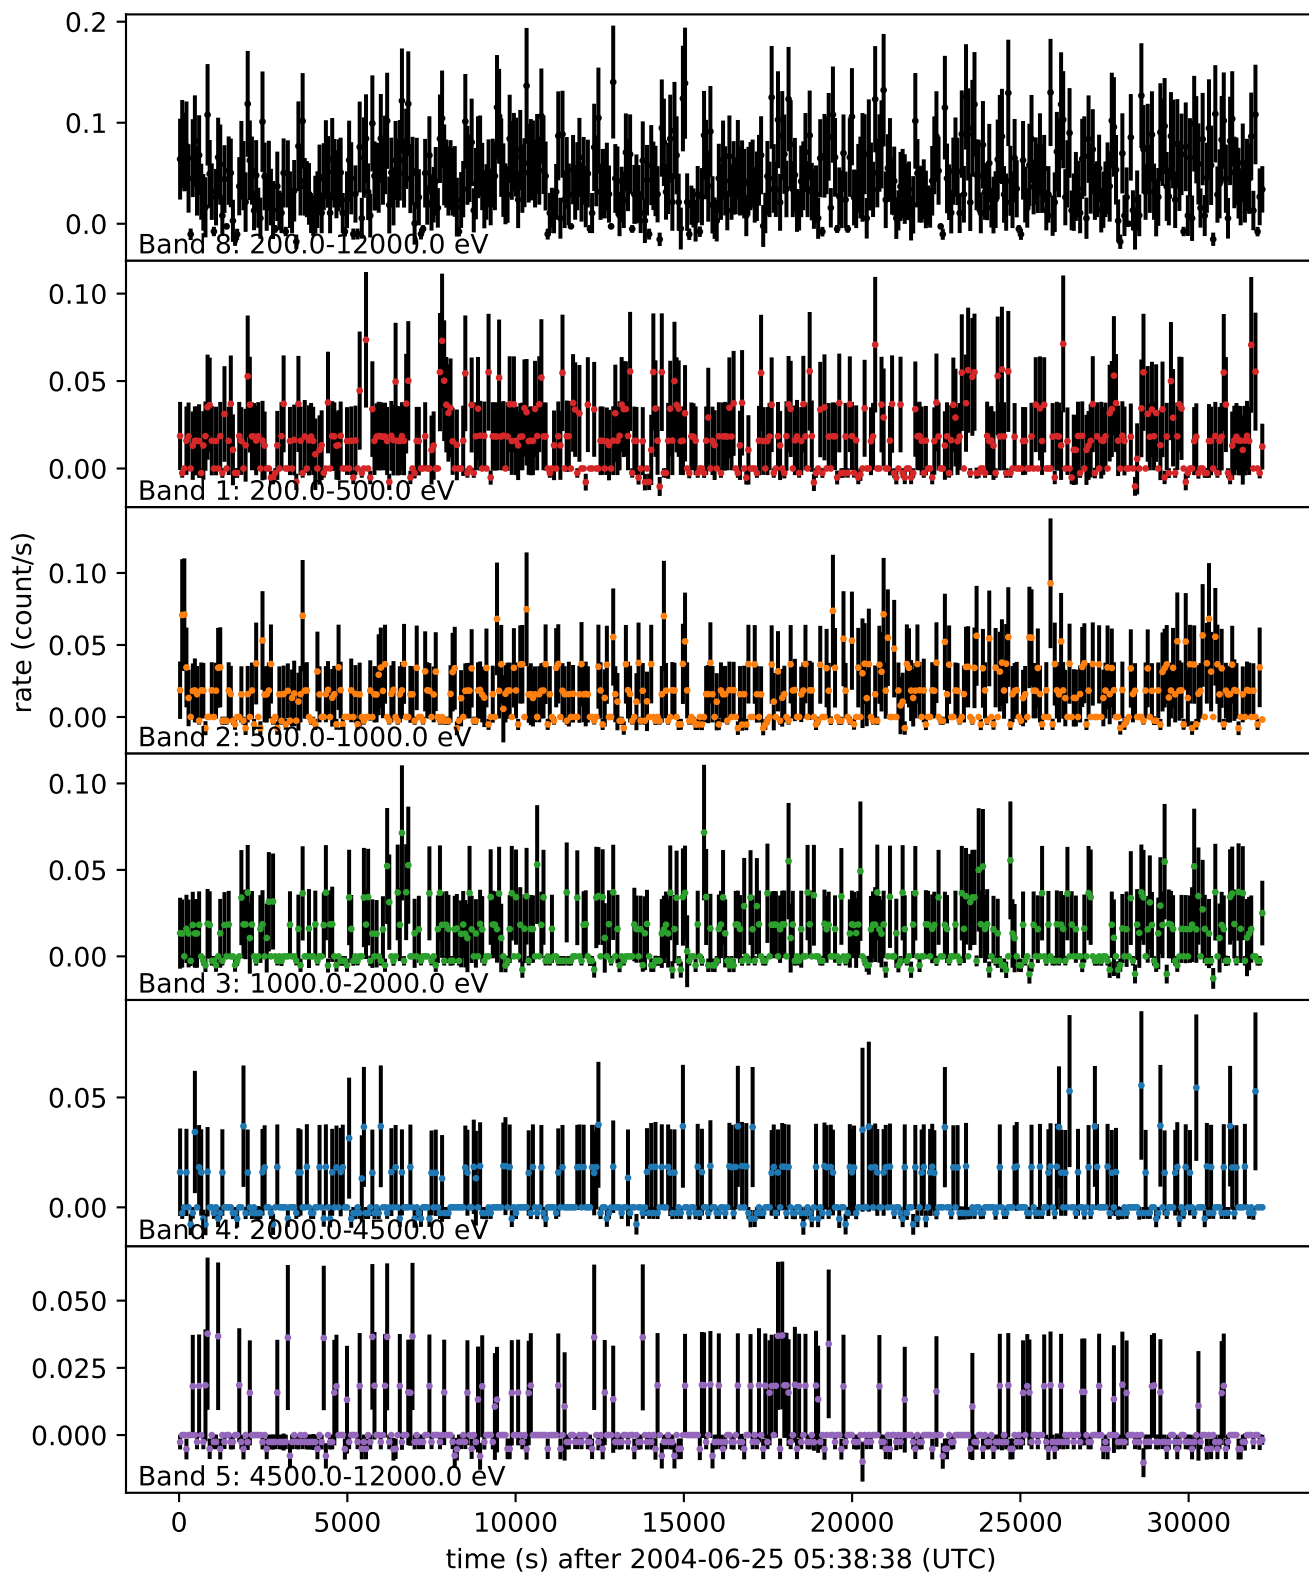 0.2
0.1
0.0
Band 8: 200.0-12000.0 eV
0.10
0.05
0.00
Band 1: 200.0-500.0 eV
rate (count/s)
0.10
0.05
0.00
Band 2: 500.0-1000.0 eV
0.10
0.05
0.00
Band 3: 1000.0-2000.0 eV
0.05
0.00
Band 4: 2000.0-4500.0 eV
0.050
0.025
0.000
Band 5: 4500.0-12000.0 eV
0 5000 10000 15000 20000 25000 30000
time (s) after 2004-06-25 05:38:38 (UTC)